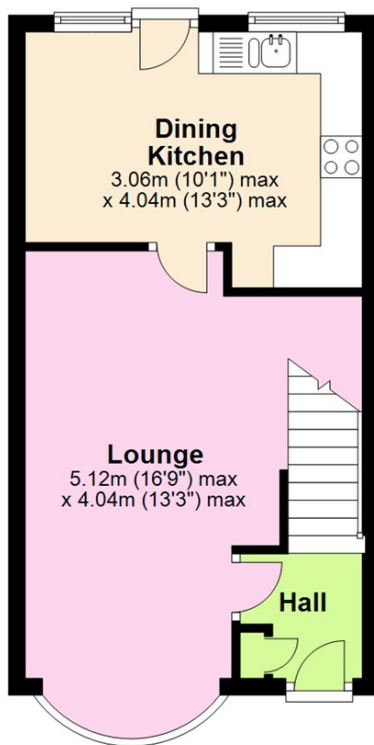 Dining
Kitchen
3.06m (10'1") max
x 4.04m (13'3") max
Lounge
5.12m (16'9") max
x 4.04m (13'3") max
Hall